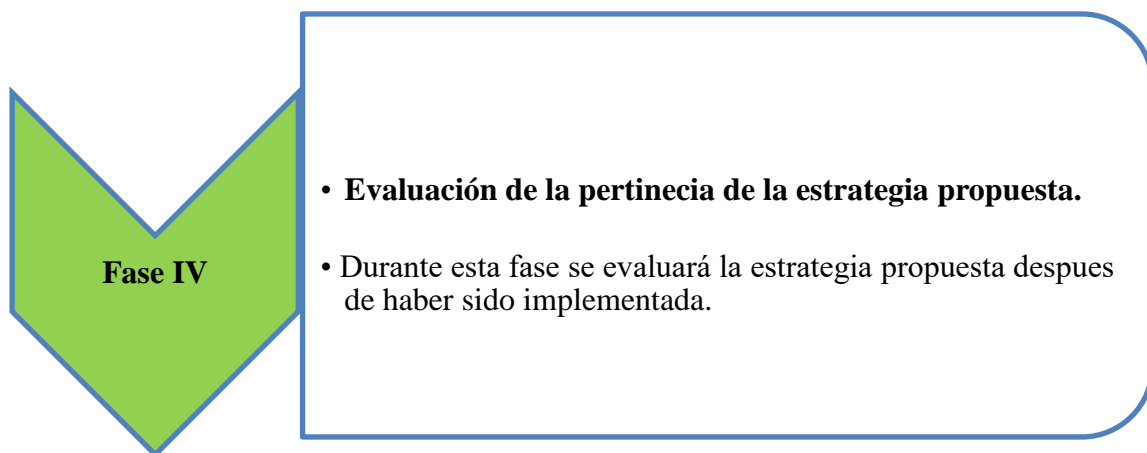 Fase IV
• Evaluación de la pertinecia de la estrategia propuesta.
• Durante esta fase se evaluará la estrategia propuesta despues
de haber sido implementada.